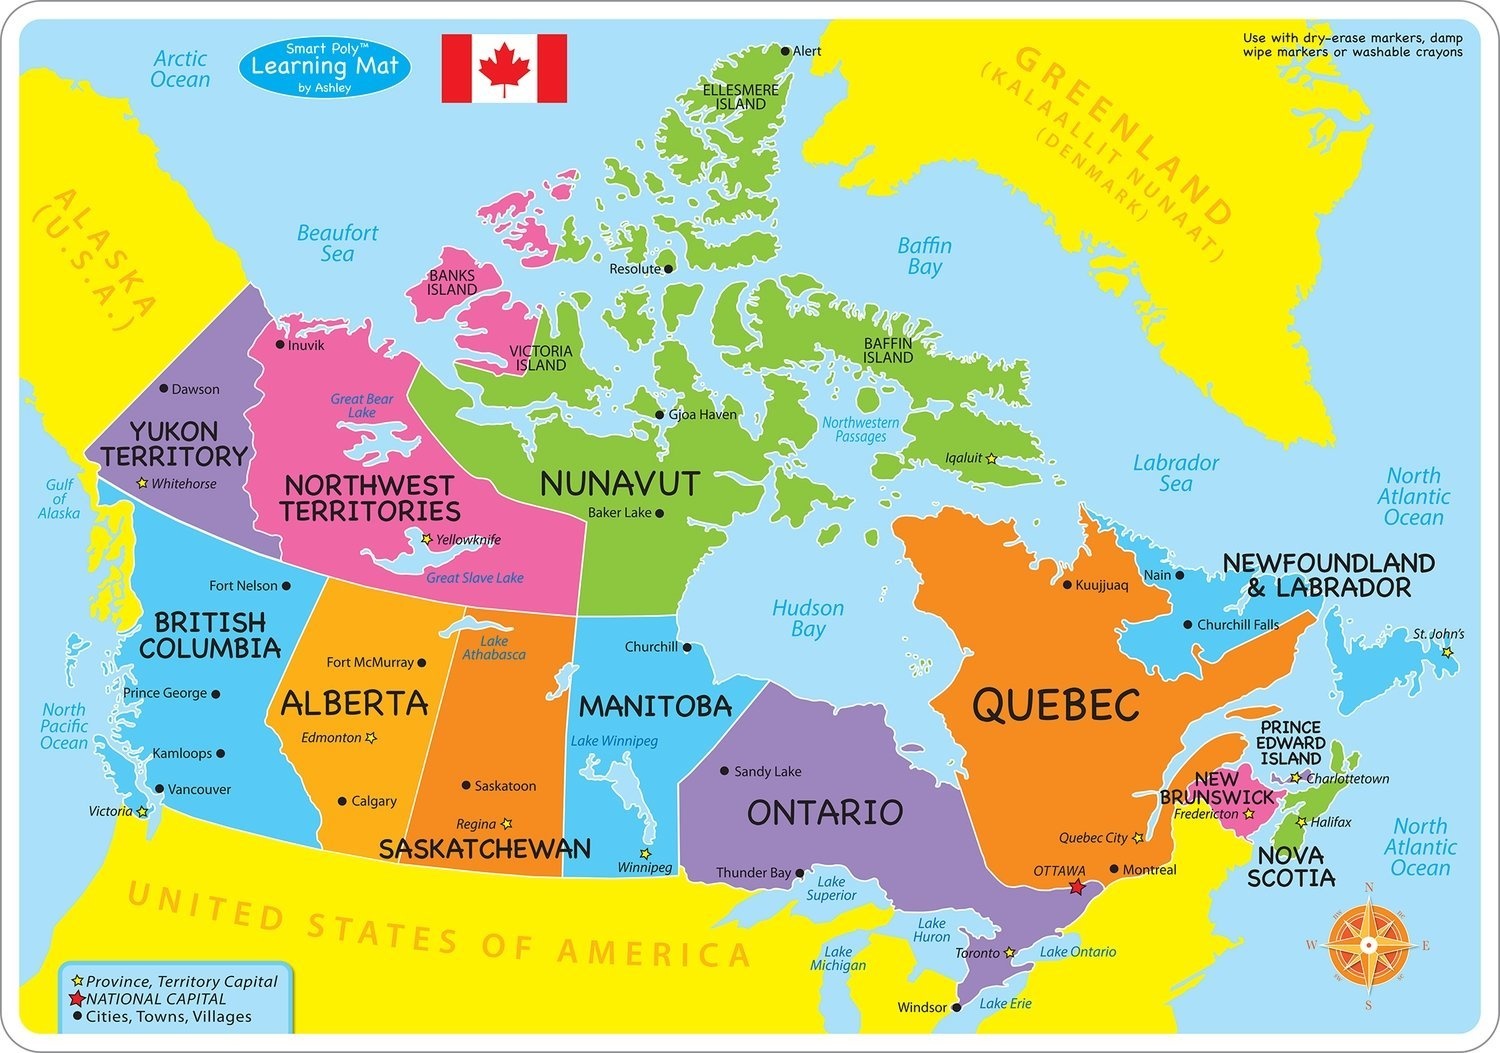 Smart Poly™
Learning Mat
by Ashley
Use with dry-erase markers, damp
wipe markers or washable crayons
Arctic
Ocean
Alert
ELLESMERE
ISLAND
GREENLAND
(KALAALLIT NUNAAT)
(DENMARK)
ALASKA
(U.S.A.)
Beaufort
Sea
Baffin
Bay
Resolute
BANKS
ISLAND
VICTORIA
ISLAND
BAFFIN
ISLAND
Inuvik
Dawson
Great Bear
Lake
Gjoa Haven
Northwestern
Passages
YUKON
TERRITORY
Whitehorse
Iqaluit
Labrador
Sea
North
Atlantic
Ocean
Gulf
of
Alaska
NORTHWEST
TERRITORIES
NUNAVUT
Baker Lake
Yellowknife
Great Slave Lake
Fort Nelson
Kuujjuaq
Nain
NEWFOUNDLAND
& LABRADOR
BRITISH
COLUMBIA
Hudson
Bay
Churchill Falls
St. John's
Lake
Athabasca
Churchill
Fort McMurray
Prince George
ALBERTA
MANITOBA
QUEBEC
North
Pacific
Ocean
Edmonton
Lake Winnipeg
PRINCE
EDWARD
ISLAND
Kamloops
Sandy Lake
Charlottetown
Vancouver
Saskatoon
NEW
BRUNSWICK
Victoria
Calgary
ONTARIO
Fredericton
Halifax
Regina
SASKATCHEWAN
Quebec City
North
Atlantic
Ocean
Winnipeg
Thunder Bay
OTTAWA
Montreal
NOVA
SCOTIA
Lake
Superior
UNITED STATES OF AMERICA
Lake
Huron
Lake
Michigan
Toronto
Lake Ontario
Windsor
Lake Erie
N
W
E
S
Province, Territory Capital
NATIONAL CAPITAL
Cities, Towns, Villages